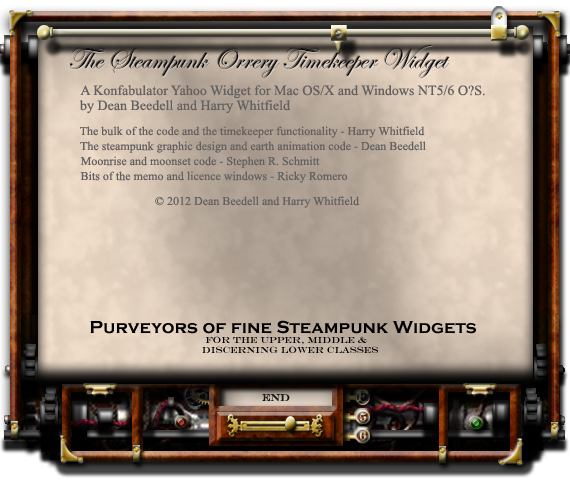 The Steampunk Orrery Timekeeper Widget
A Konfabulator Yahoo Widget for Mac OS/X and Windows NT5/6 O?S.
by Dean Beedell and Harry Whitfield
The bulk of the code and the timekeeper functionality - Harry Whitfield
The steampunk graphic design and earth animation code - Dean Beedell
Moonrise and moonset code - Stephen R. Schmitt
Bits of the memo and licence windows - Ricky Romero
© 2012 Dean Beedell and Harry Whitfield
Purveyors of fine Steampunk Widgets
for the upper, middle &
discerning lower classes
END